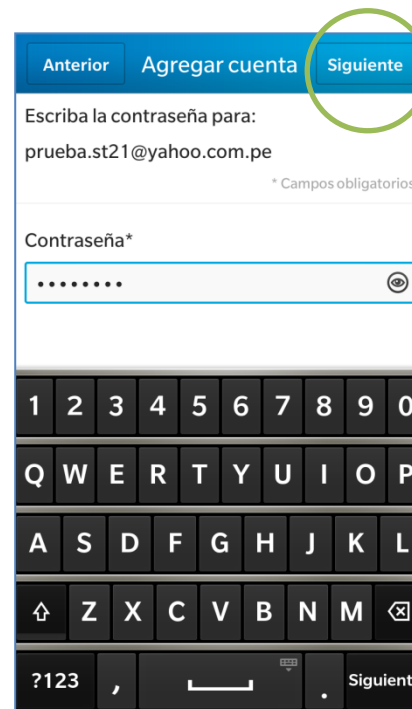 Anterior Agregar cuenta Siguiente
Escriba la contraseña para:
prueba.st21@yahoo.com.pe
* Campos obligatorios
Contraseña*
••••••••
1 2 3 4 5 6 7 8 9 0
Q W E R T Y U I O P
A S D F G H J K L
Z X C V B N M
?123 , . Siguient